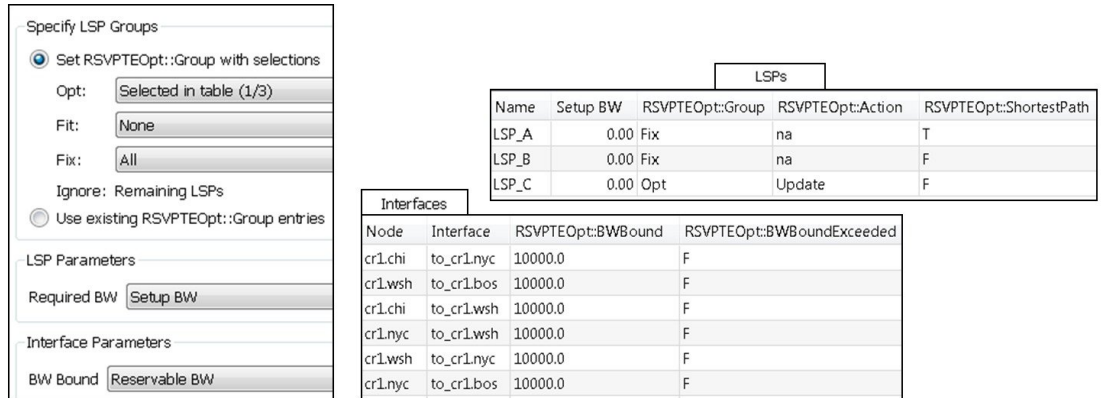 Specify LSP Groups
Set RSVPTEOpt::Group with selections
Opt: Selected in table (1/3)
Fit: None
Fix: All
Ignore: Remaining LSPs
Use existing RSVPTEOpt::Group entries
LSP Parameters
Required BW Setup BW
Interface Parameters
BW Bound Reservable BW
LSPs
Name Setup BW RSVPTEOpt::Group RSVPTEOpt::Action RSVPTEOpt::ShortestPath
LSP_A 0.00 Fix na T
LSP_B 0.00 Fix na F
LSP_C 0.00 Opt Update F
Interfaces
Node Interface RSVPTEOpt::BWBound RSVPTEOpt::BWBoundExceeded
cr1.chi to_cr1.nyc 10000.0 F
cr1.wsh to_cr1.bos 10000.0 F
cr1.chi to_cr1.wsh 10000.0 F
cr1.nyc to_cr1.wsh 10000.0 F
cr1.wsh to_cr1.nyc 10000.0 F
cr1.nyc to_cr1.bos 10000.0 F